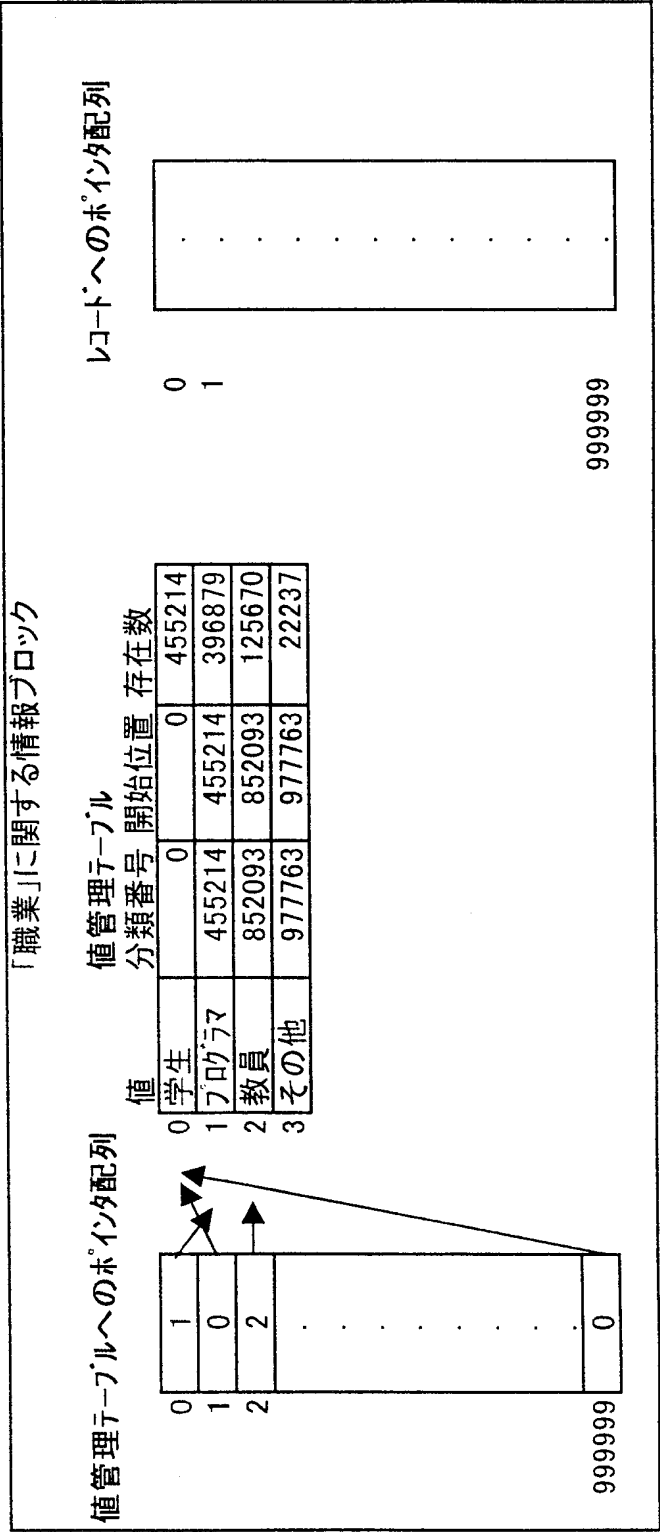 「職業」に関する情報ブロック
値管理テーブルへのポインタ配列
0 1
1 0
2 2
999999 0
値管理テーブル
値 分類番号 開始位置 存在数
0 学生 0 0 455214
1 プログラマ 455214 455214 396879
2 教員 852093 852093 125670
3 その他 977763 977763 22237
レコードへのポインタ配列
0
1
999999